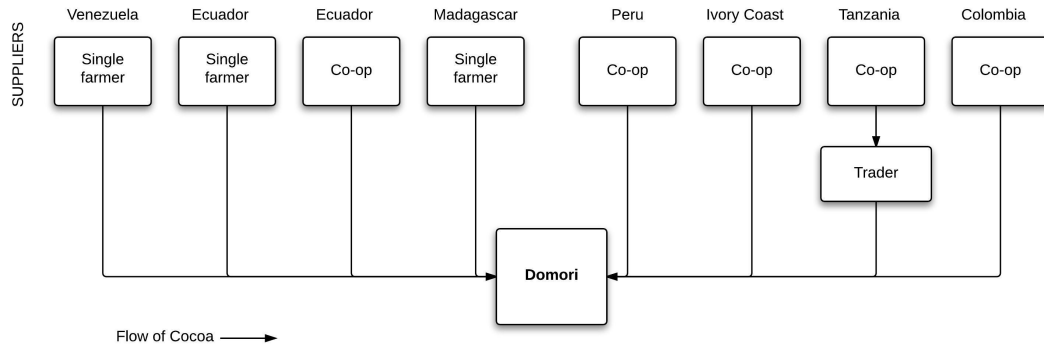 Venezuela
Ecuador
Ecuador
Madagascar
Peru
Ivory Coast
Tanzania
Colombia
SUPPLIERS
Single
farmer
Single
farmer
Co-op
Single
farmer
Co-op
Co-op
Co-op
Co-op
Trader
Domori
Flow of Cocoa